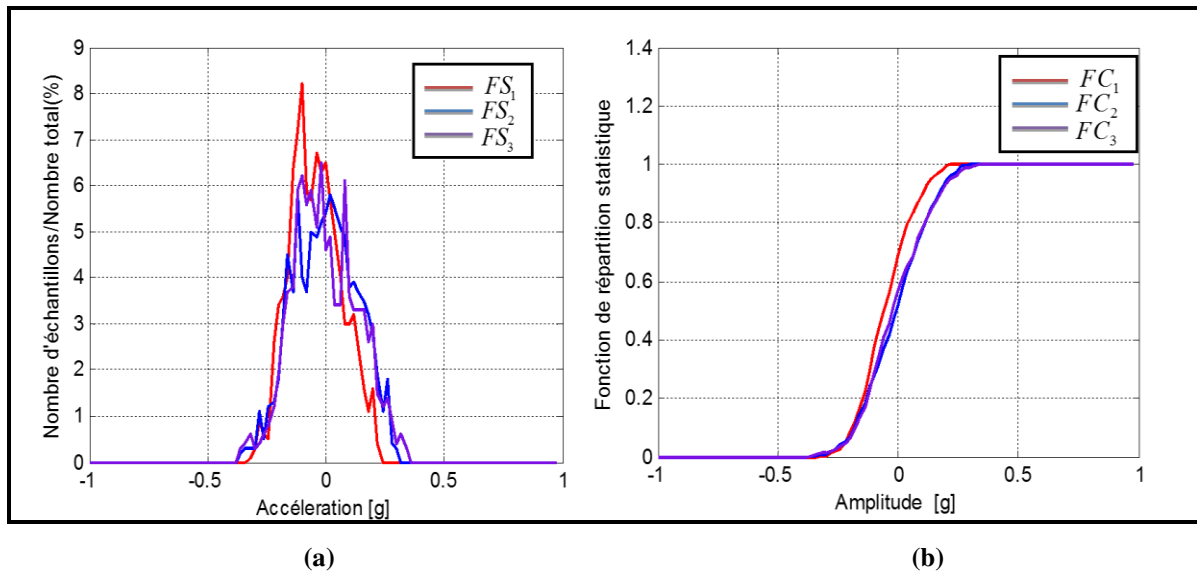 Nombre d'échantillons/Nombre total(%)
9
8
7
6
5
4
3
2
1
0
-1
-0.5
0
0.5
1
Accéleration [g]
FS1
FS2
FS3
(a)
Fonction de répartition statistique
1.4
1.2
1
0.8
0.6
0.4
0.2
0
-1
-0.5
0
0.5
1
Amplitude [g]
FC1
FC2
FC3
(b)